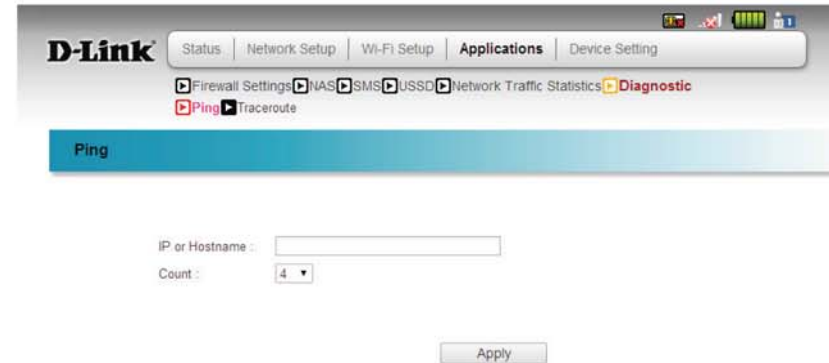 D-Link
Status | Network Setup | Wi-Fi Setup | Applications | Device Setting
Firewall Settings NAS SMS USSD Network Traffic Statistics Diagnostic
Ping Traceroute
Ping
IP or Hostname :
Count : 4
Apply